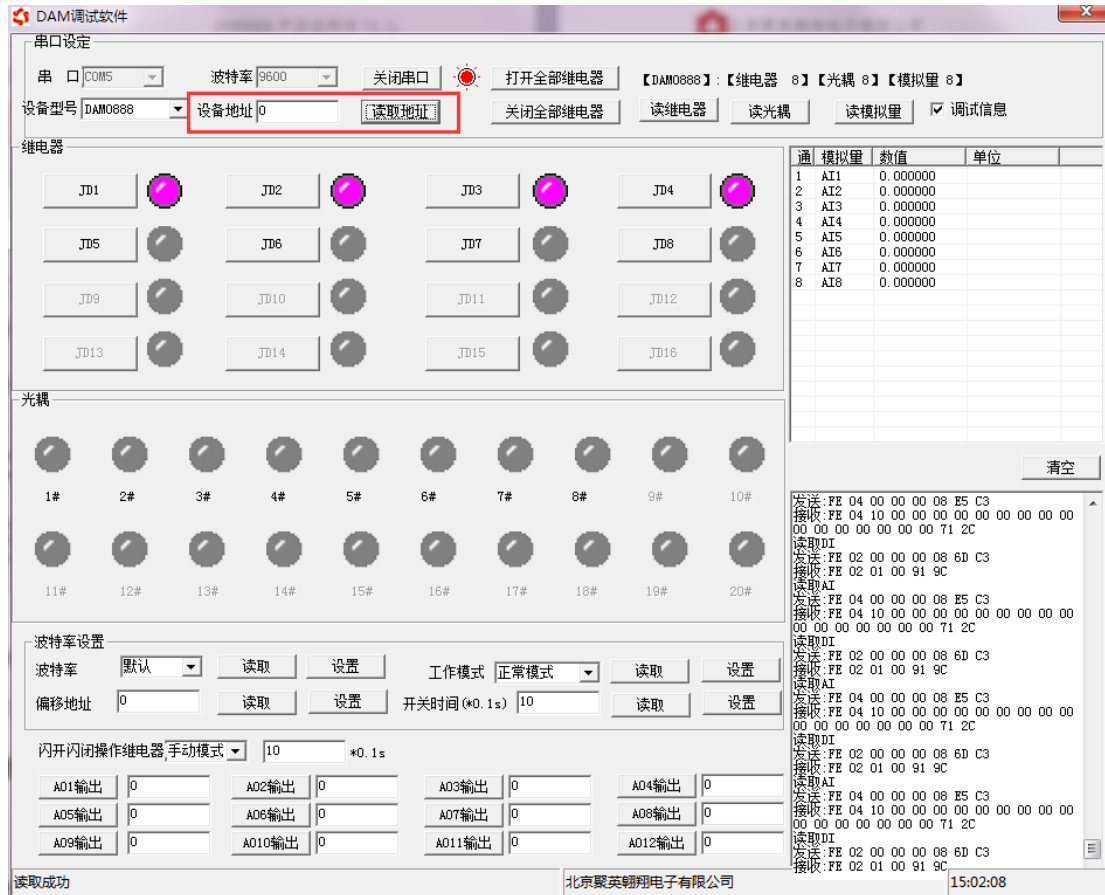 DAM调试软件
串口设定
串 口 COM5 波特率 9600 关闭串口 打开全部继电器 【DAM0888】:【继电器 8】【光耦 8】【模拟量 8】
设备型号 DAM0888 设备地址 0 读取地址 关闭全部继电器 读继电器 读光耦 读模拟量 调试信息
继电器
JD1 JD2 JD3 JD4
JD5 JD6 JD7 JD8
JD9 JD10 JD11 JD12
JD13 JD14 JD15 JD16
通 模拟量 数值 单位
1 AI1 0.000000
2 AI2 0.000000
3 AI3 0.000000
4 AI4 0.000000
5 AI5 0.000000
6 AI6 0.000000
7 AI7 0.000000
8 AI8 0.000000
光耦
1# 2# 3# 4# 5# 6# 7# 8# 9# 10#
11# 12# 13# 14# 15# 16# 17# 18# 19# 20#
清空
发送:FE 04 00 00 00 08 E5 C3
接收:FE 04 10 00 00 00 00 00 00 00 00 00
00 00 00 00 00 00 00 71 2C
读取DI
发送:FE 02 00 00 00 08 6D C3
接收:FE 02 01 00 91 9C
读取AI
发送:FE 04 00 00 00 08 E5 C3
接收:FE 04 10 00 00 00 00 00 00 00 00 00
00 00 00 00 00 00 00 71 2C
读取DI
发送:FE 02 00 00 00 08 6D C3
接收:FE 02 01 00 91 9C
读取AI
发送:FE 04 00 00 00 08 E5 C3
接收:FE 04 10 00 00 00 00 00 00 00 00 00
00 00 00 00 00 00 00 71 2C
读取DI
发送:FE 02 00 00 00 08 6D C3
接收:FE 02 01 00 91 9C
读取AI
发送:FE 04 00 00 00 08 E5 C3
接收:FE 04 10 00 00 00 00 00 00 00 00 00
00 00 00 00 00 00 00 71 2C
读取DI
发送:FE 02 00 00 00 08 6D C3
接收:FE 02 01 00 91 9C
波特率设置
波特率 默认 读取 设置 工作模式 正常模式 读取 设置
偏移地址 0 读取 设置 开关时间(*0.1s) 10 读取 设置
闪开闪闭操作继电器 手动模式 10 *0.1s
AO1输出 0 AO2输出 0 AO3输出 0 AO4输出 0
AO5输出 0 AO6输出 0 AO7输出 0 AO8输出 0
AO9输出 0 AO10输出 0 AO11输出 0 AO12输出 0
读取成功 北京聚英翱翔电子有限公司 15:02:08